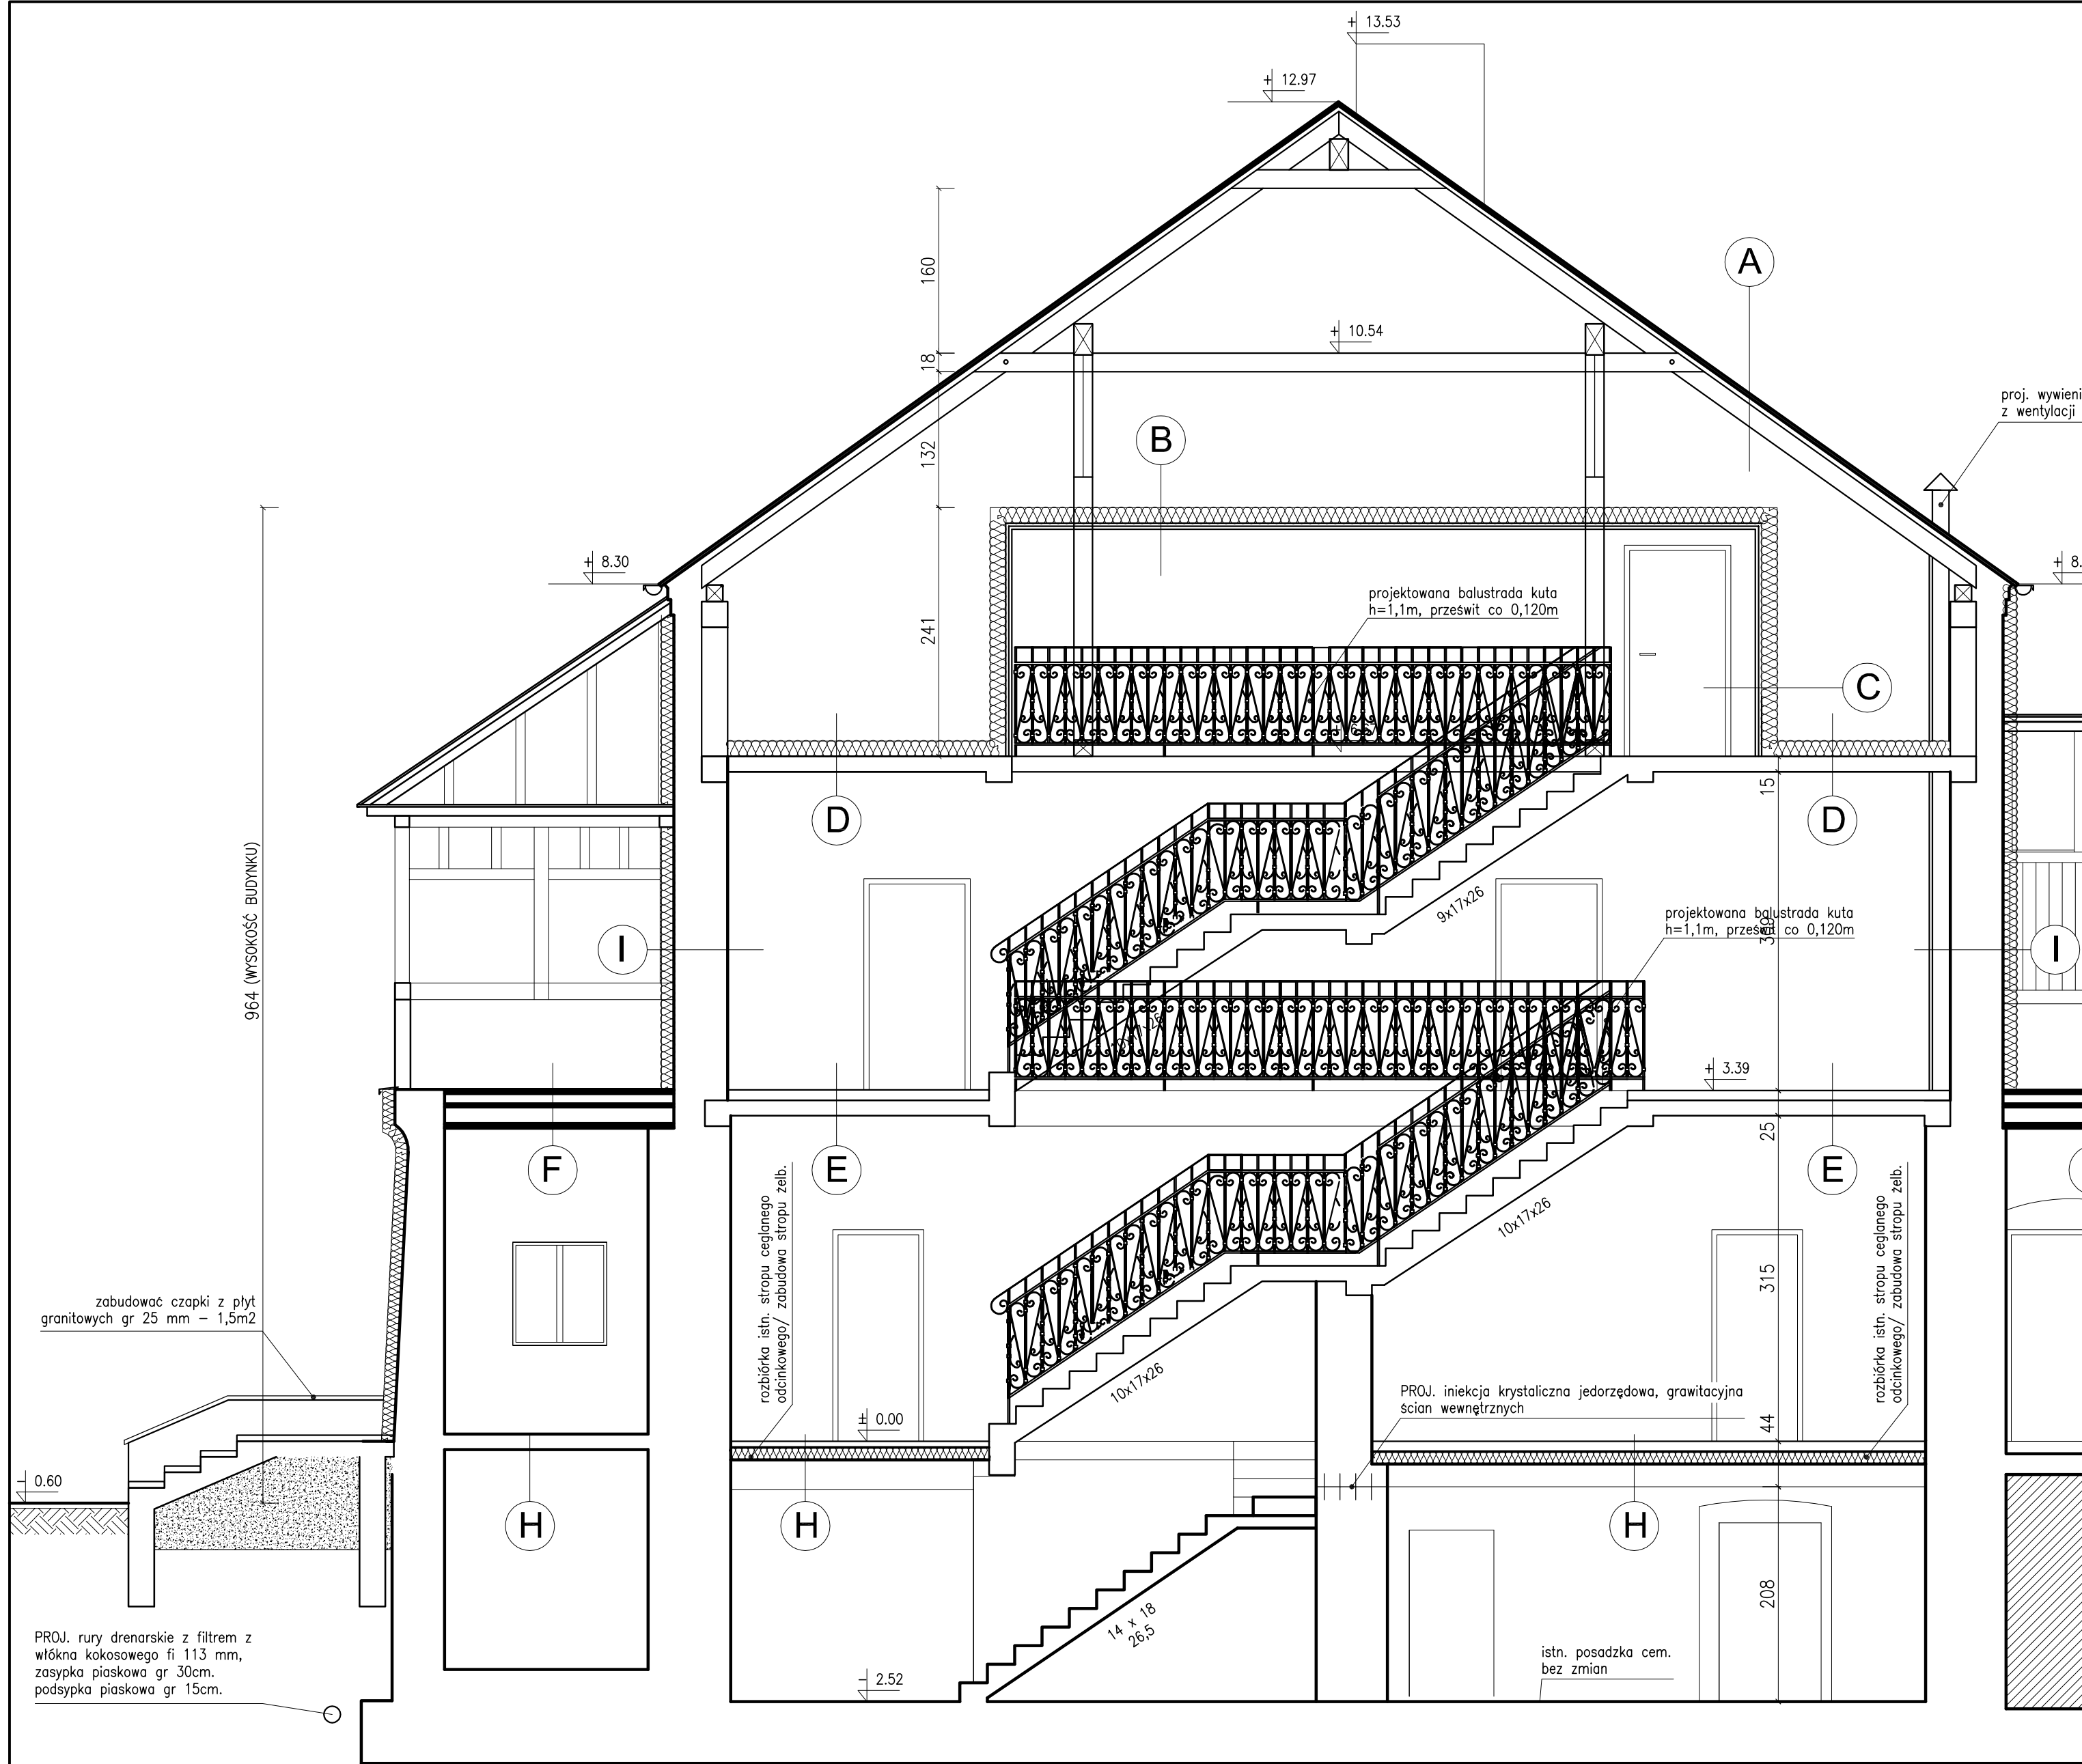 + 13.53
+ 12.97
160
A
+ 10.54
18
proj. wywieni
z wentylacji
B
132
+ 8.30
+ 8.
projektowana balustrada kuta
h=1,1m, prześwit co 0,120m
241
C
15
D
D
964 (WYSOKOŚĆ BUDYNKU)
9x17x26
projektowana balustrada kuta
h=1,1m, prześwit co 0,120m
I
I
10x17x26
+ 3.39
25
F
E
E
rozbiórka istn. stropu ceglanego
odcinkowego/ zabudowa stropu żelb.
10x17x26
rozbiórka istn. stropu ceglanego
odcinkowego/ zabudowa stropu żelb.
315
zabudować czapki z płyt
granitowych gr 25 mm – 1,5m2
10x17x26
PROJ. iniekcja krystaliczna jedorzędowa, grawitacyjna
ścian wewnętrznych
± 0.00
44
– 0.60
H
H
H
208
14 x 18
26,5
PROJ. rury drenarskie z filtrem z
włókna kokosowego fi 113 mm,
zasypka piaskowa gr 30cm.
podsypka piaskowa gr 15cm.
istn. posadzka cem.
bez zmian
– 2.52